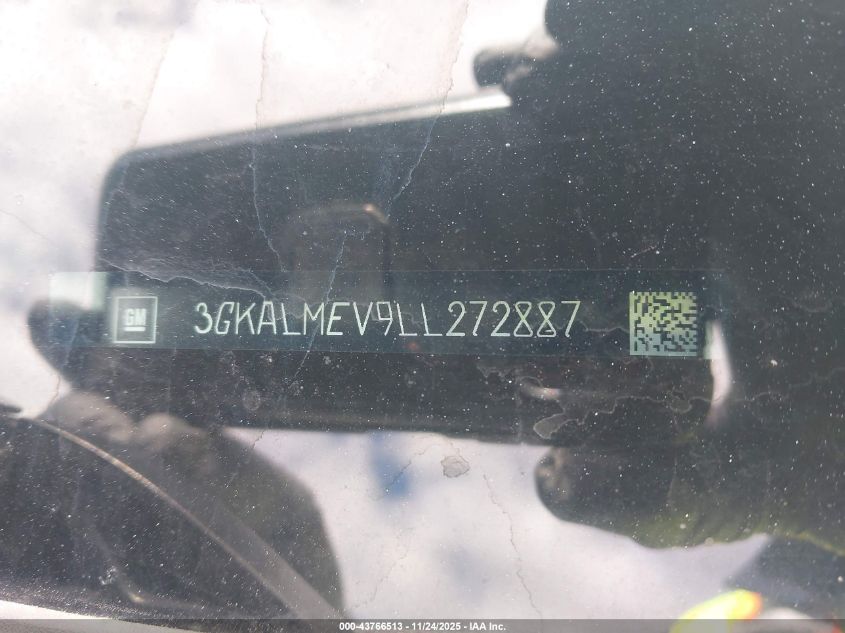 GM 3GKALMEV9LL272887
000-43766513 - 11/24/2025 - IAA Inc.